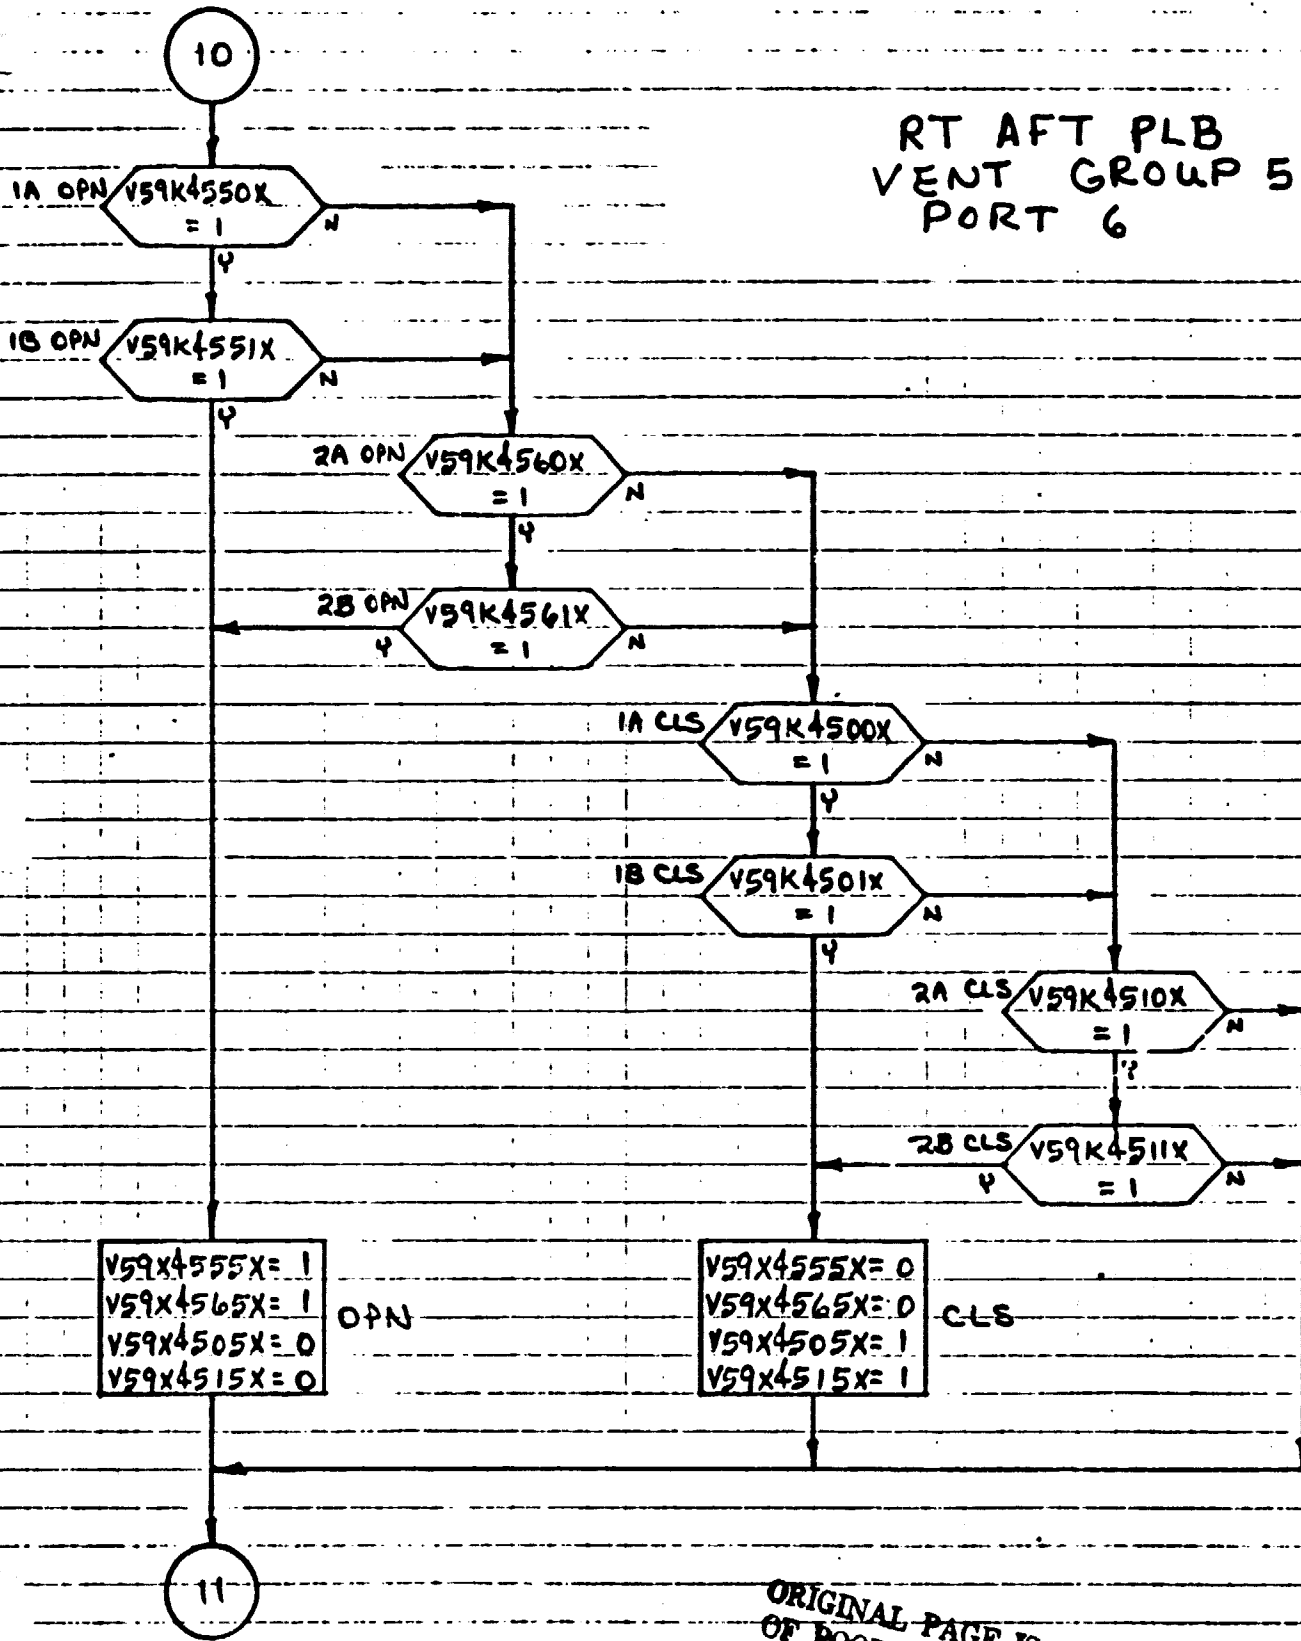 10
RT AFT PLB
VENT GROUP 5
PORT 6
1A OPN V59K4550X
= 1
N
Y
1B OPN V59K4551X
= 1
N
Y
2A OPN V59K4560X
= 1
N
Y
2B OPN V59K4561X
= 1
Y N
1A CLS V59K4500X
= 1
N
Y
1B CLS V59K4501X
= 1
N
Y
2A CLS V59K4510X
= 1
N
Y
2B CLS V59K4511X
= 1
Y N
V59X4555X= 1
V59X4565X= 1
V59X4505X= 0
V59X4515X= 0
OPN
V59X4555X= 0
V59X4565X= 0
V59X4505X= 1
V59X4515X= 1
CLS
11
ORIGINAL PAGE
OF